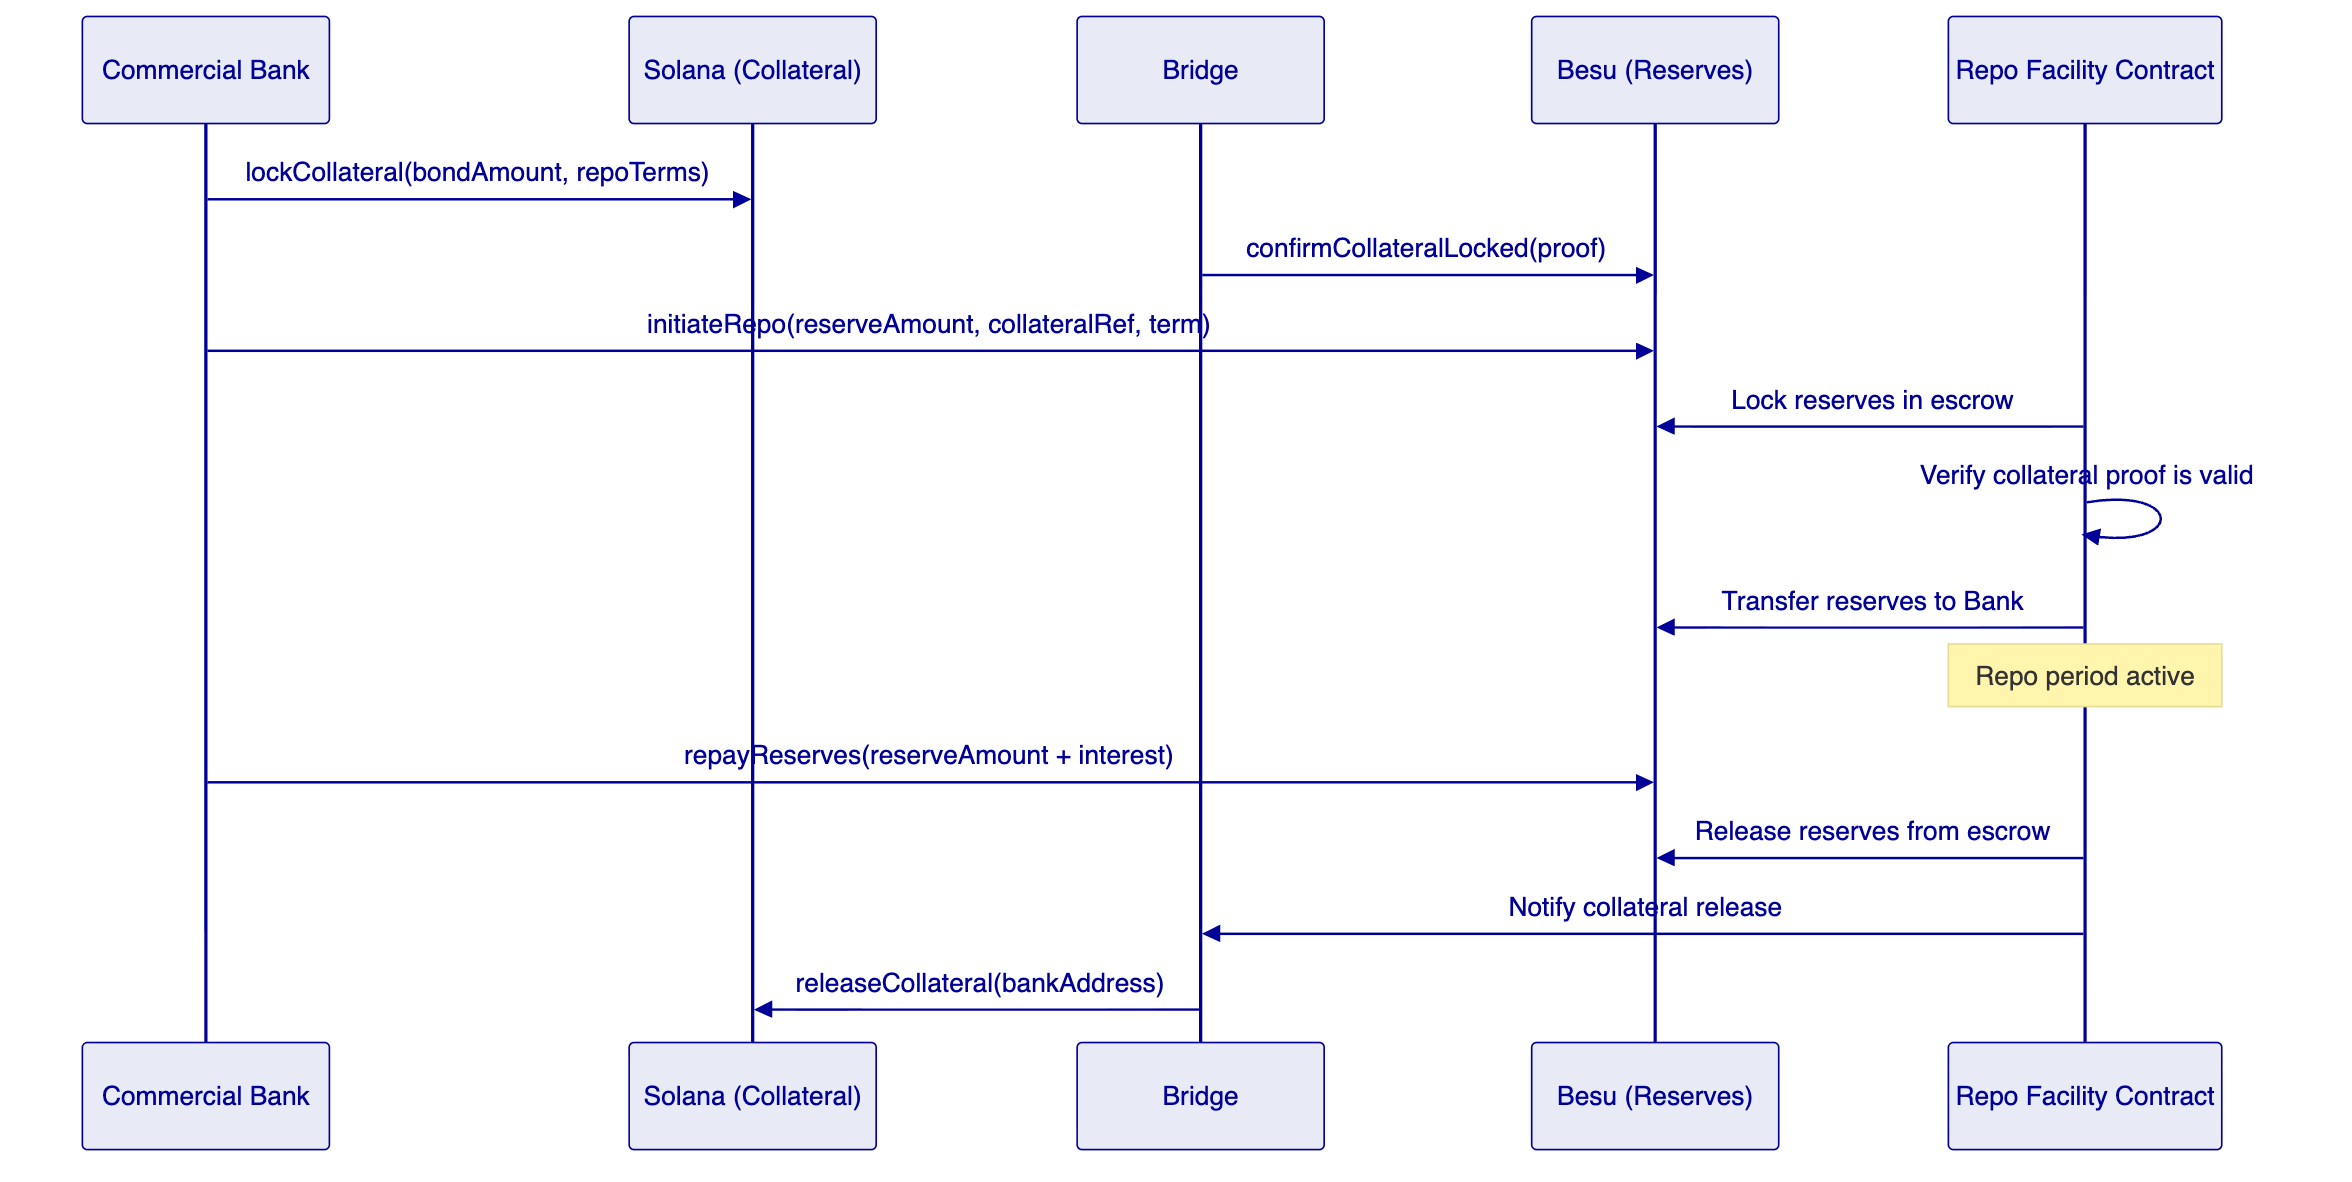 Commercial Bank
Solana (Collateral)
Bridge
Besu (Reserves)
Repo Facility Contract
lockCollateral(bondAmount, repoTerms)
confirmCollateralLocked(proof)
initiateRepo(reserveAmount, collateralRef, term)
Lock reserves in escrow
Verify collateral proof is valid
Transfer reserves to Bank
Repo period active
repayReserves(reserveAmount + interest)
Release reserves from escrow
Notify collateral release
releaseCollateral(bankAddress)
Commercial Bank
Solana (Collateral)
Bridge
Besu (Reserves)
Repo Facility Contract